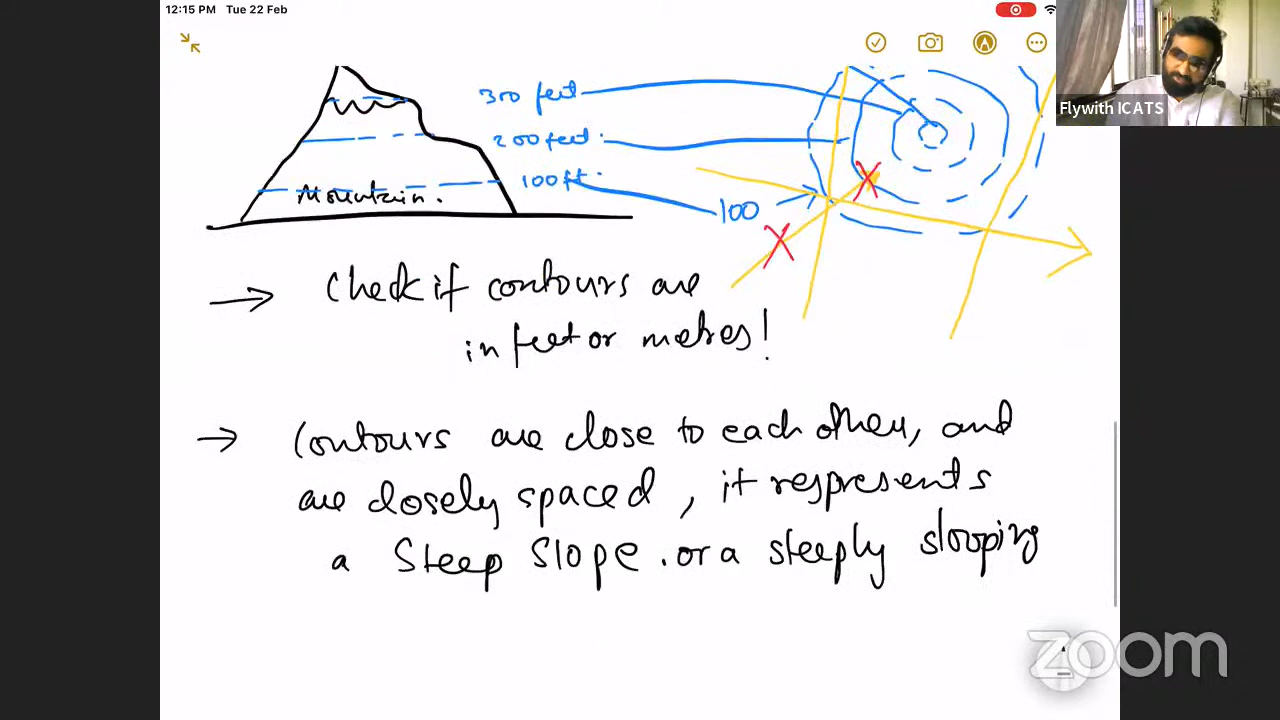 12:15 PM Tue 22 Feb
Flywith ICATS
300 feet
200 feet
100 ft.
Mountain.
100
→ Check if contours are
in feet or metres!
→ Contours are close to each other, and
are closely spaced, it respresents
a Steep Slope. or a steeply slooping
zoom